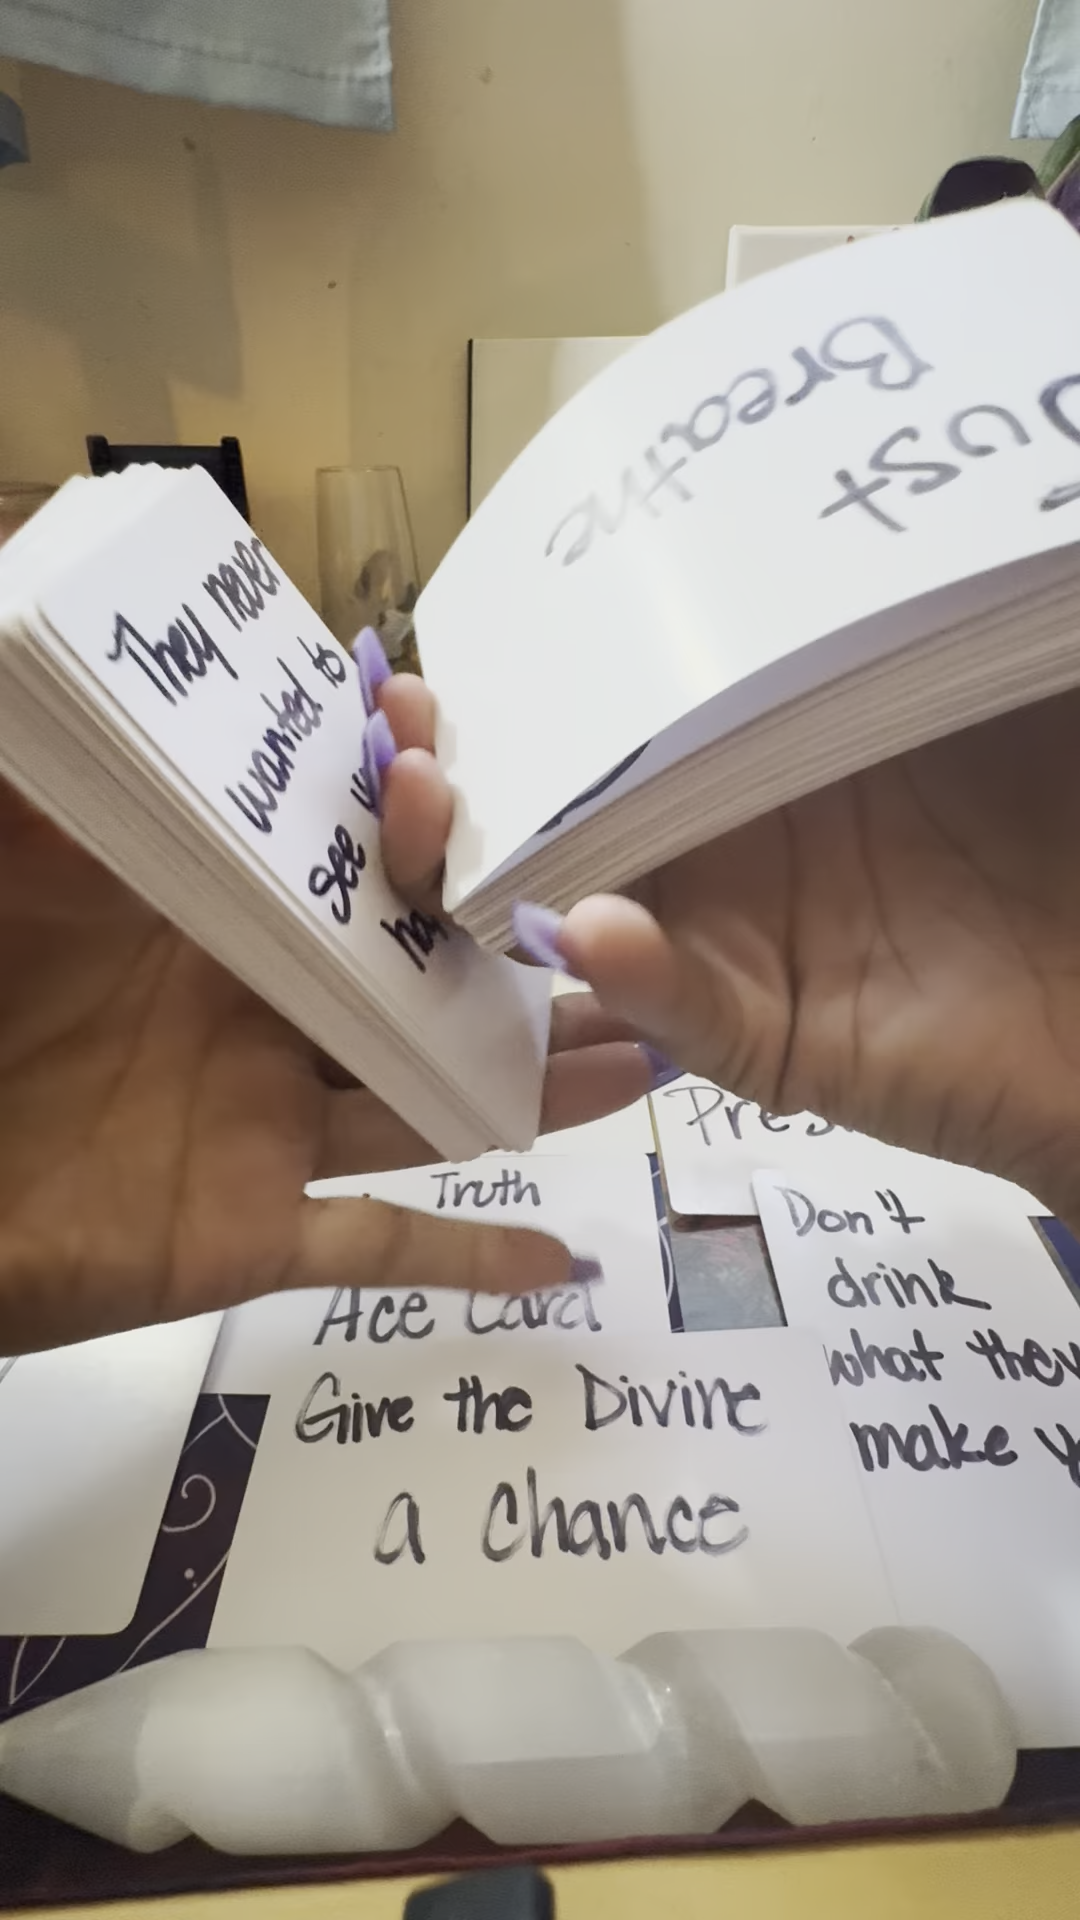 Just
Breathe
They never
wanted to
see
Truth
Ace Card
Give the Divine
a Chance
Don't
drink
what they
make